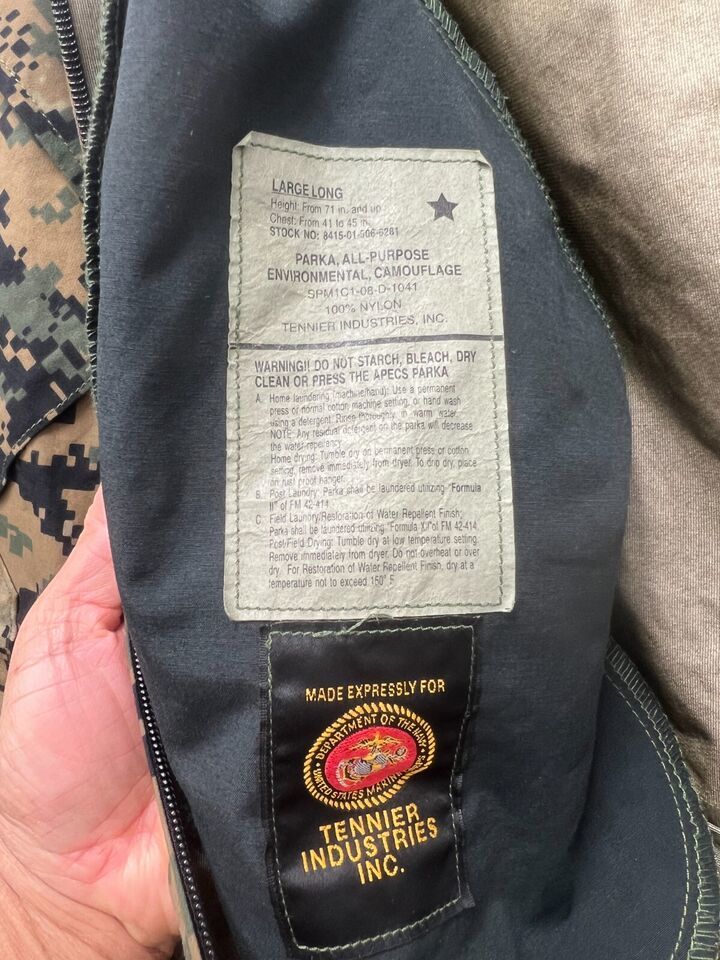 LARGE LONG
Height: From 71 in. and up
Chest: From 41 to 45 in.
STOCK NO: 8415-01-506-5261
PARKA, ALL-PURPOSE
ENVIRONMENTAL, CAMOUFLAGE
SPM1C1-08-D-1041
100% NYLON
TENNIER INDUSTRIES, INC.
WARNING!! DO NOT STARCH, BLEACH, DRY
CLEAN OR PRESS THE APECS PARKA
A. Home laundering (machine/hand): Use a permanent
press or normal cotton machine setting, or hand wash
using a detergent. Rinse thoroughly in warm water.
NOTE: Any residual detergent on the parka will decrease
the water repellency.
Home drying: Tumble dry on permanent press or cotton
setting, remove immediately from dryer. To drip dry, place
on rust proof hanger.
B. Post Laundry: Parka shall be laundered utilizing "Formula
II" of FM 42-414.
C. Field Laundry/Restoration of Water Repellent Finish:
Parka shall be laundered utilizing "Formula XI" of FM 42-414.
Post/Field Drying: Tumble dry at low temperature setting.
Remove immediately from dryer. Do not overheat or over
dry. For Restoration of Water Repellent Finish, dry at a
temperature not to exceed 150° F.
MADE EXPRESSLY FOR
DEPARTMENT OF THE NAVY
UNITED STATES MARINE
TENNIER
INDUSTRIES
INC.